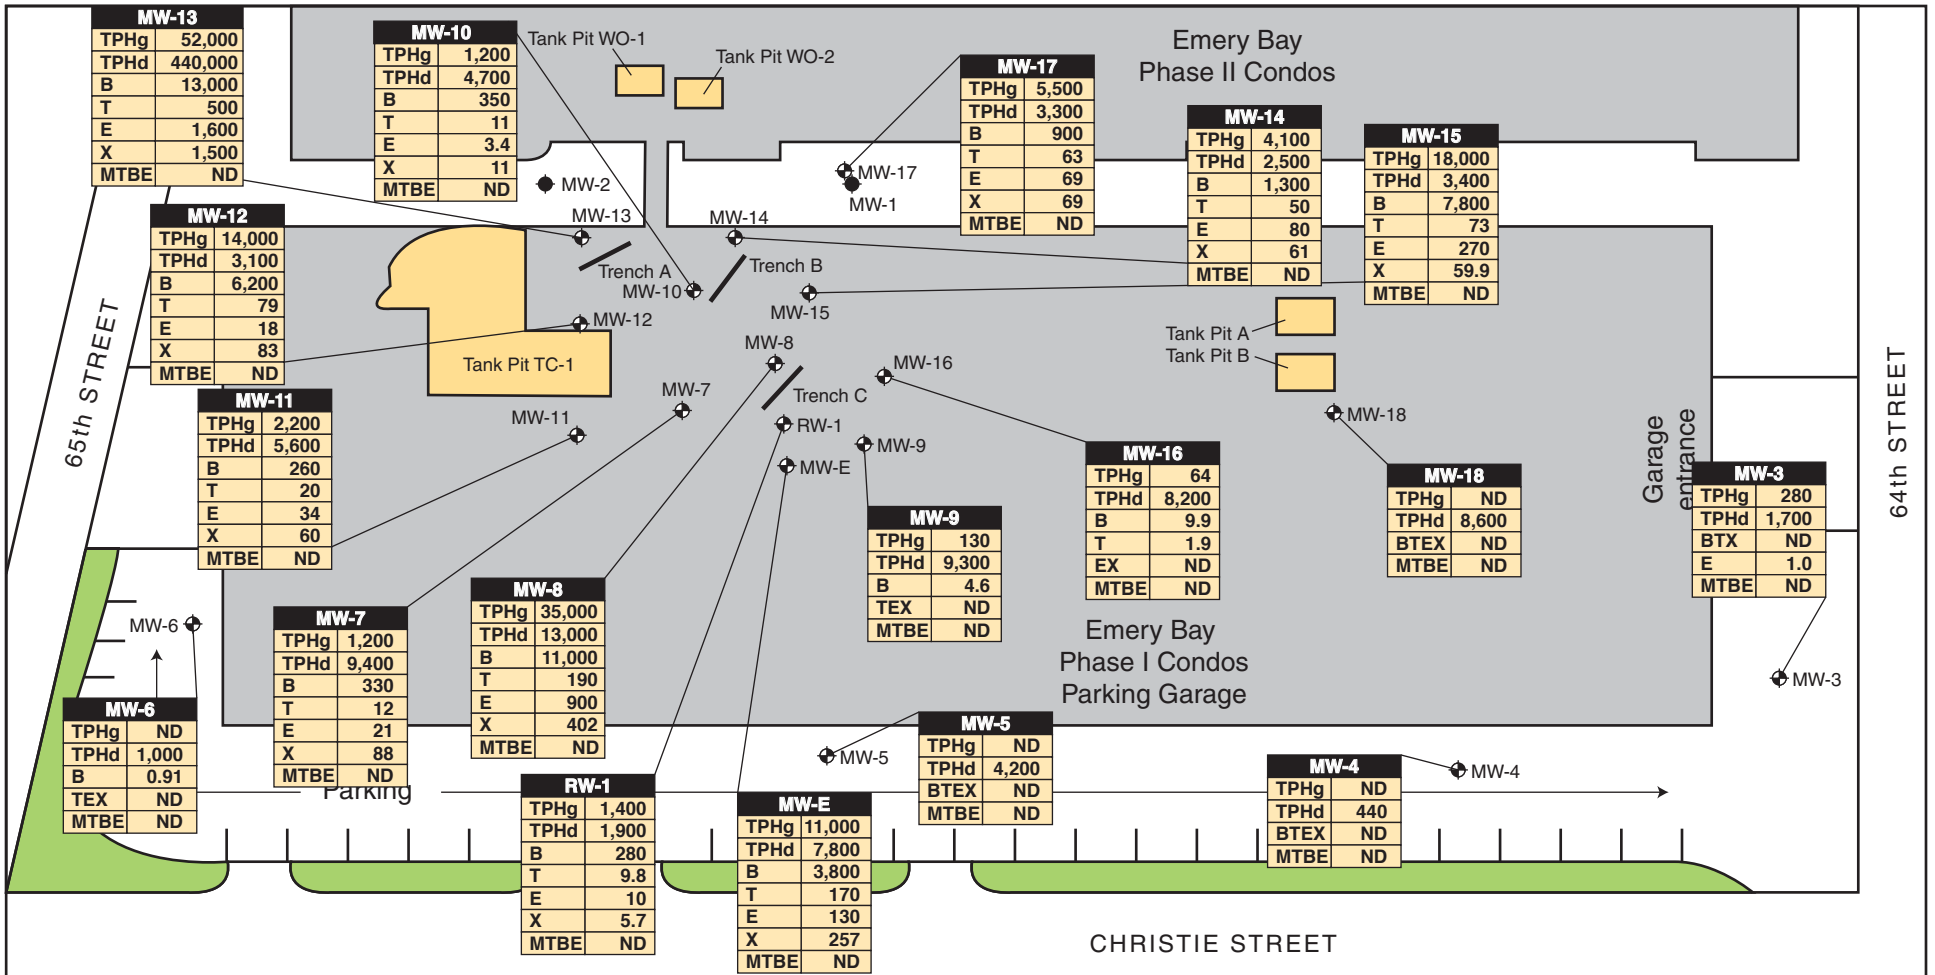 MW-13
TPHg 52,000
TPHd 440,000
B 13,000
T 500
E 1,600
X 1,500
MTBE ND
MW-10
TPHg 1,200
TPHd 4,700
B 350
T 11
E 3.4
X 11
MTBE ND
Tank Pit WO-1
Tank Pit WO-2
Emery Bay
Phase II Condos
MW-17
TPHg 5,500
TPHd 3,300
B 900
T 63
E 69
X 69
MTBE ND
MW-14
TPHg 4,100
TPHd 2,500
B 1,300
T 50
E 80
X 61
MTBE ND
MW-15
TPHg 18,000
TPHd 3,400
B 7,800
T 73
E 270
X 59.9
MTBE ND
MW-2
MW-17
MW-1
MW-13
MW-14
MW-12
TPHg 14,000
TPHd 3,100
B 6,200
T 79
E 18
X 83
MTBE ND
Trench A
Trench B
MW-10
MW-15
MW-12
65th STREET
Tank Pit TC-1
Tank Pit A
Tank Pit B
MW-8
MW-16
MW-7
Trench C
MW-11
RW-1
MW-9
MW-E
MW-18
64th STREET
Garage
entrance
MW-11
TPHg 2,200
TPHd 5,600
B 260
T 20
E 34
X 60
MTBE ND
MW-16
TPHg 64
TPHd 8,200
B 9.9
T 1.9
EX ND
MTBE ND
MW-18
TPHg ND
TPHd 8,600
BTEX ND
MTBE ND
MW-3
TPHg 280
TPHd 1,700
BTX ND
E 1.0
MTBE ND
MW-9
TPHg 130
TPHd 9,300
B 4.6
TEX ND
MTBE ND
MW-8
TPHg 35,000
TPHd 13,000
B 11,000
T 190
E 900
X 402
MTBE ND
MW-7
TPHg 1,200
TPHd 9,400
B 330
T 12
E 21
X 88
MTBE ND
MW-6
Emery Bay
Phase I Condos
Parking Garage
MW-3
MW-6
TPHg ND
TPHd 1,000
B 0.91
TEX ND
MTBE ND
MW-5
TPHg ND
TPHd 4,200
BTEX ND
MTBE ND
MW-5
MW-4
TPHg ND
TPHd 440
BTEX ND
MTBE ND
MW-4
Parking
RW-1
TPHg 1,400
TPHd 1,900
B 280
T 9.8
E 10
X 5.7
MTBE ND
MW-E
TPHg 11,000
TPHd 7,800
B 3,800
T 170
E 130
X 257
MTBE ND
CHRISTIE STREET